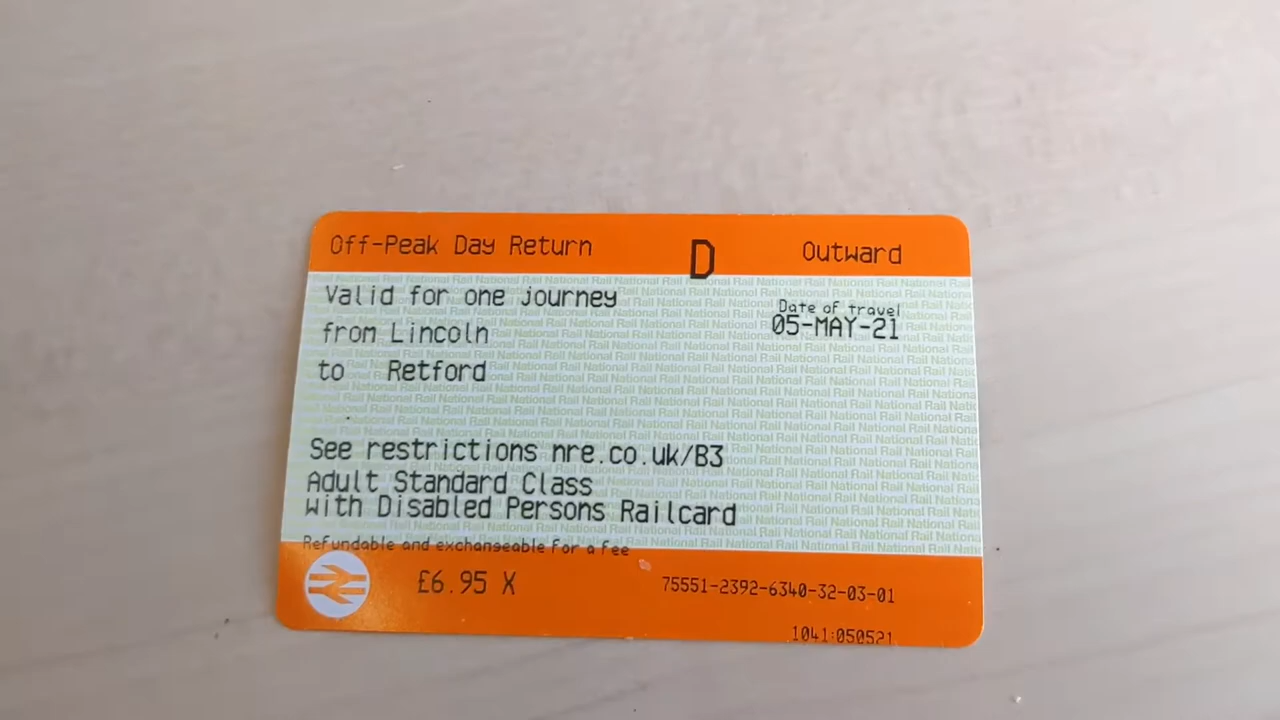 Off-Peak Day Return D Outward
Valid for one journey
Date of travel
from Lincoln 05-MAY-21
to Retford
See restrictions nre.co.uk/B3
Adult Standard Class
with Disabled Persons Railcard
Refundable and exchangeable for a fee
£6.95 X 75551-2392-6340-32-03-01
1041:050521